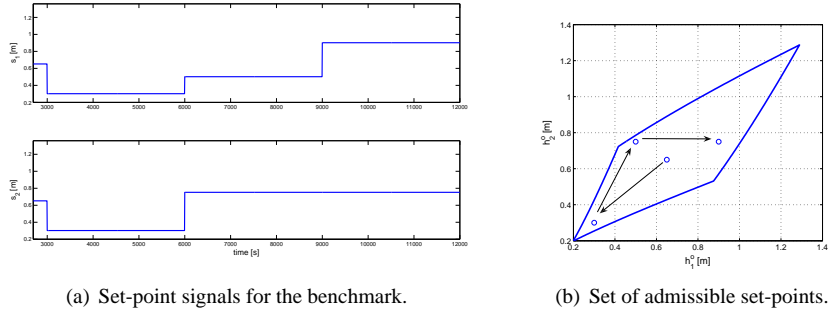 s₁ [m]
1.2
1
0.8
0.6
0.4
0.2
3000 4000 5000 6000 7000 8000 9000 10000 11000 12000
s₂ [m]
1.2
1
0.8
0.6
0.4
0.2
3000 4000 5000 6000 7000 8000 9000 10000 11000 12000
time [s]
(a) Set-point signals for the benchmark.
h₂ᵒ [m]
1.4
1.2
1
0.8
0.6
0.4
0.2
0.2 0.4 0.6 0.8 1 1.2 1.4
h₁ᵒ [m]
(b) Set of admissible set-points.